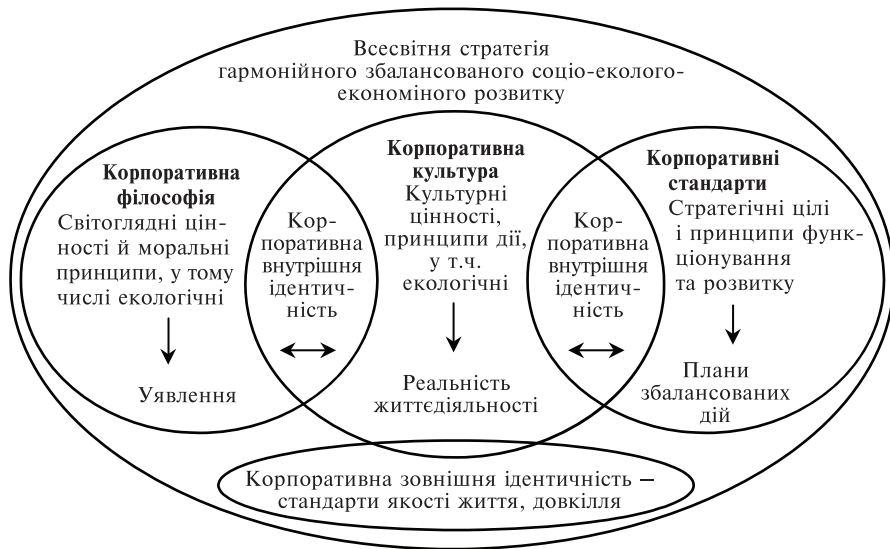 Всесвітня стратегія
гармонійного збалансованого соціо-еколого-
економіного розвитку
Корпоративна
філософія
Світоглядні цін-
ності й моральні
принципи, у тому
числі екологічні
Уявлення
Кор-
поративна
внутрішня
ідентич-
ність
Корпоративна
культура
Культурні
цінності,
принципи дії,
у т.ч.
екологічні
Реальність
життєдіяльності
Кор-
поративна
внутрішня
ідентич-
ність
Корпоративні
стандарти
Стратегічні цілі
і принципи функ-
ціонування
та розвитку
Плани
збалансованих
дій
Корпоративна зовнішня ідентичність –
стандарти якості життя, довкілля